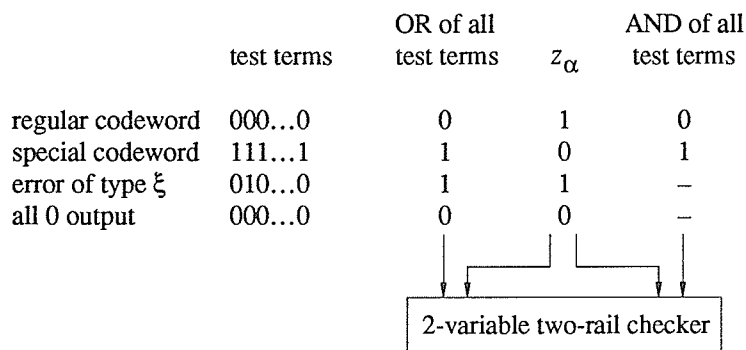 OR of all AND of all
test terms test terms zα test terms
regular codeword 000...0 0 1 0
special codeword 111...1 1 0 1
error of type ξ 010...0 1 1 –
all 0 output 000...0 0 0 –
2-variable two-rail checker